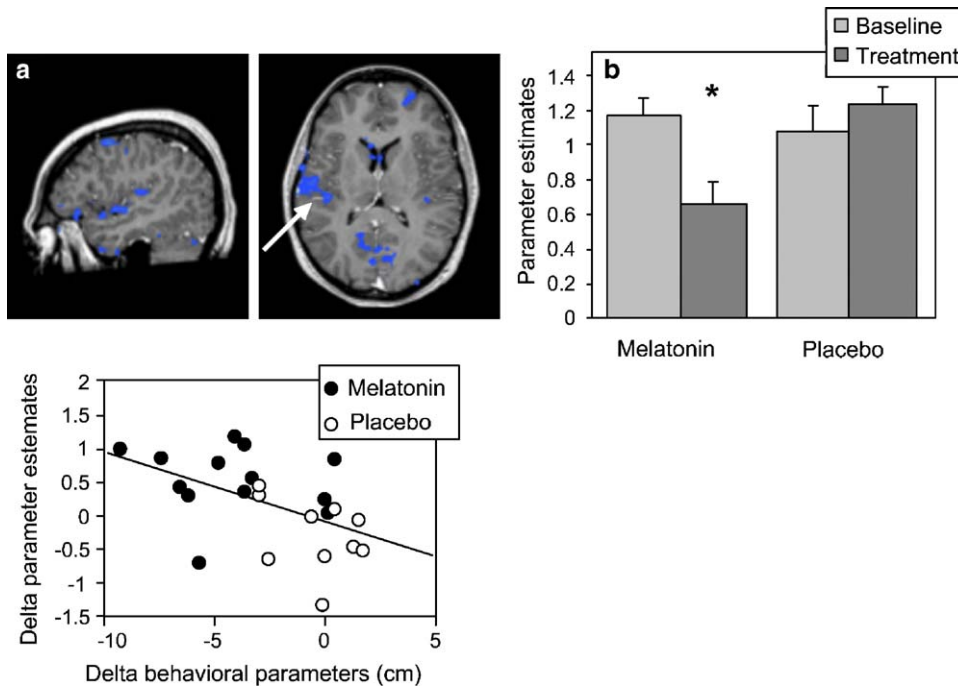 a
b
Baseline
Treatment
Parameter estimates
1.4
1.2
1
0.8
0.6
0.4
0.2
0
*
Melatonin
Placebo
Delta parameter estemates
2
1.5
1
0.5
0
-0.5
-1
-1.5
Melatonin
Placebo
-10
-5
0
5
Delta behavioral parameters (cm)